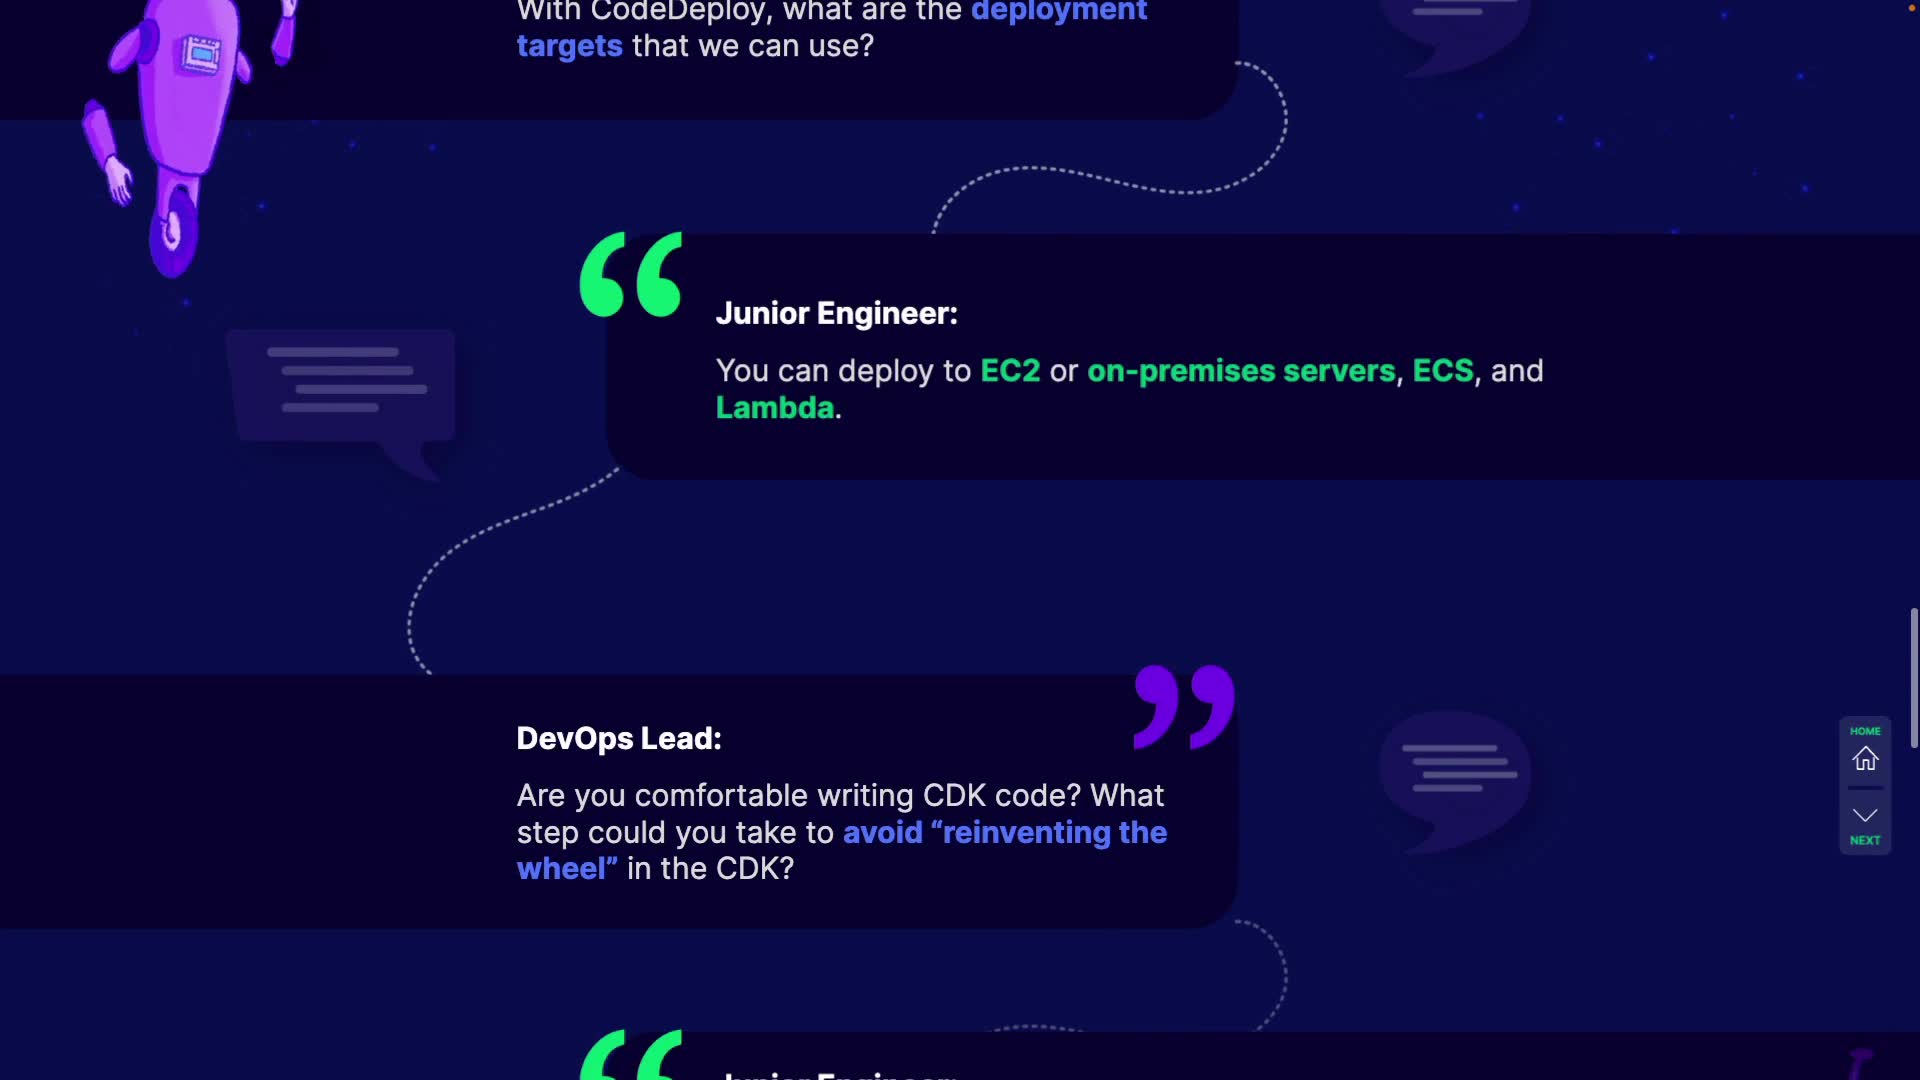 With CodeDeploy, what are the deployment
targets that we can use?
Junior Engineer:
You can deploy to EC2 or on-premises servers, ECS, and
Lambda.
DevOps Lead:
Are you comfortable writing CDK code? What
step could you take to avoid “reinventing the
wheel” in the CDK?
HOME
NEXT
Junior Engineer: